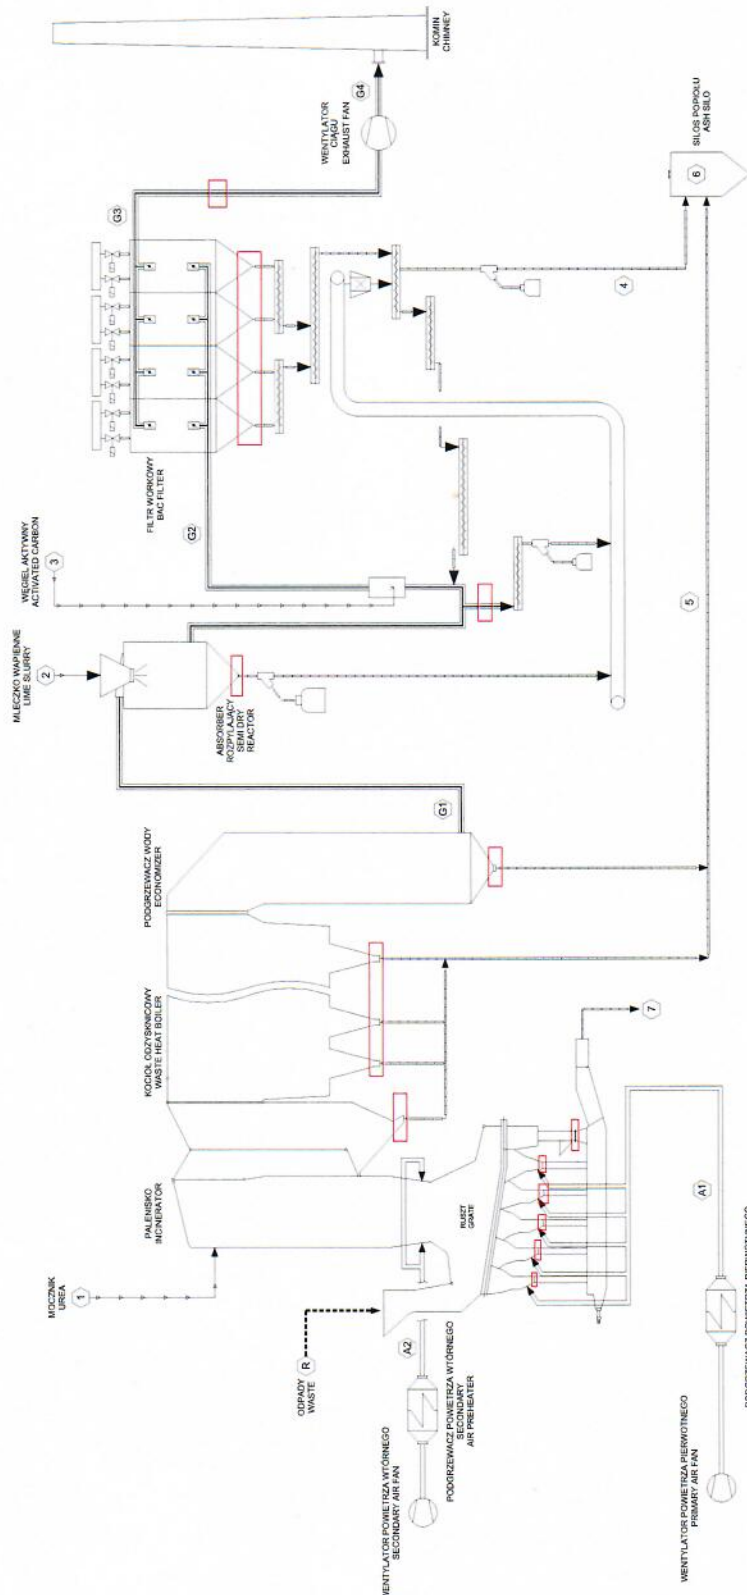 MOCZNIK
UREA
1
ODPADY
WASTE
R
PALENISKO
INCINERATOR
KOCIOŁ ODZYSKNICOWY
WASTE HEAT BOILER
PODGRZEWACZ WODY
ECONOMIZER
MLECZKO WAPIENNE
LIME SLURRY
2
WĘGIEL AKTYWNY
ACTIVATED CARBON
3
ABSORBER
ROZPYLAJĄCY
SEMI DRY
REACTOR
FILTR WORKOWY
BAC FILTER
G1
G2
G3
G4
WENTYLATOR
CIĄGU
EXHAUST FAN
KOMIN
CHIMNEY
RUSZT
GRATE
A2
WENTYLATOR POWIETRZA WTÓRNEGO
SECONDARY AIR FAN
PODGRZEWACZ POWIETRZA WTÓRNEGO
SECONDARY
AIR PREHEATER
7
5
4
6
SILOS POPIOŁU
ASH SILO
A1
WENTYLATOR POWIETRZA PIERWOTNEGO
PRIMARY AIR FAN